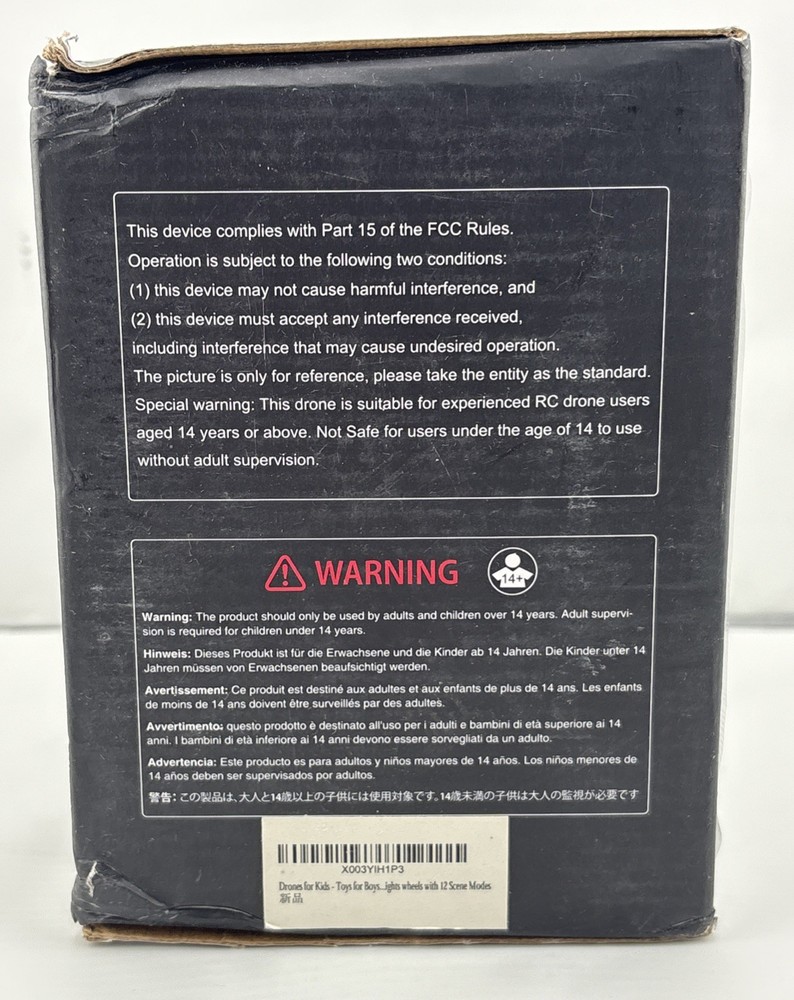 This device complies with Part 15 of the FCC Rules.
Operation is subject to the following two conditions:
(1) this device may not cause harmful interference, and
(2) this device must accept any interference received,
including interference that may cause undesired operation.
The picture is only for reference, please take the entity as the standard.
Special warning: This drone is suitable for experienced RC drone users
aged 14 years or above. Not Safe for users under the age of 14 to use
without adult supervision.
WARNING 14+
Warning: The product should only be used by adults and children over 14 years. Adult supervi-
sion is required for children under 14 years.
Hinweis: Dieses Produkt ist für die Erwachsene und die Kinder ab 14 Jahren. Die Kinder unter 14
Jahren müssen von Erwachsenen beaufsichtigt werden.
Avertissement: Ce produit est destiné aux adultes et aux enfants de plus de 14 ans. Les enfants
de moins de 14 ans doivent être surveillés par des adultes.
Avvertimento: questo prodotto è destinato all'uso per i adulti e bambini di età superiore ai 14
anni. I bambini di età inferiore ai 14 anni devono essere sorvegliati da un adulto.
Advertencia: Este producto es para adultos y niños mayores de 14 años. Los niños menores de
14 años deben ser supervisados por adultos.
警告：この製品は、大人と14歳以上の子供には使用対象です。14歳未満の子供は大人の監視が必要です
X003YIH1P3
Drones for Kids - Toys for Boys...ights wheels with 12 Scene Modes
新品